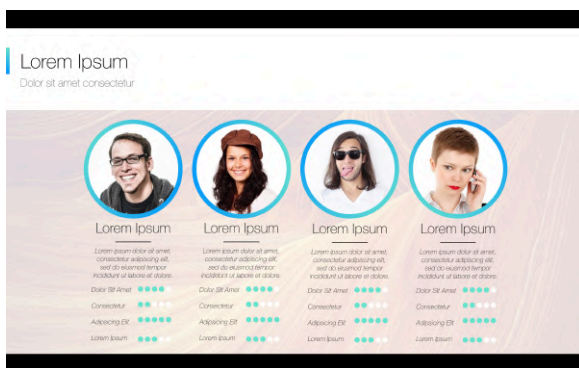 Lorem Ipsum
Dolor sit amet consectetur
Lorem Ipsum
Lorem ipsum dolor sit amet,
consectetur adipiscing elit,
sed do eiusmod tempor
incididunt ut labore et dolore.
Dolor Sit Amet
Consectetur
Adipiscing Elit
Lorem Ipsum
Lorem Ipsum
Lorem ipsum dolor sit amet,
consectetur adipiscing elit,
sed do eiusmod tempor
incididunt ut labore et dolore.
Dolor Sit Amet
Consectetur
Adipiscing Elit
Lorem Ipsum
Lorem Ipsum
Lorem ipsum dolor sit amet,
consectetur adipiscing elit,
sed do eiusmod tempor
incididunt ut labore et dolore.
Dolor Sit Amet
Consectetur
Adipiscing Elit
Lorem Ipsum
Lorem Ipsum
Lorem ipsum dolor sit amet,
consectetur adipiscing elit,
sed do eiusmod tempor
incididunt ut labore et dolore.
Dolor Sit Amet
Consectetur
Adipiscing Elit
Lorem Ipsum